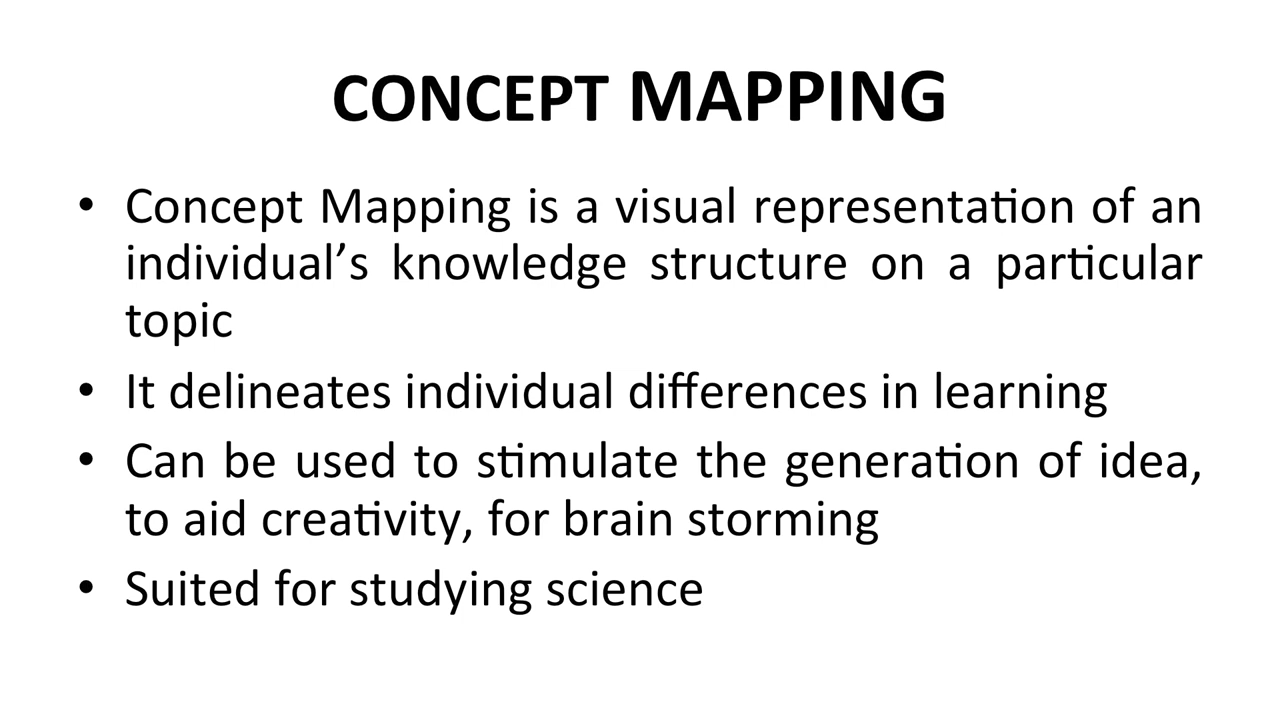 CONCEPT MAPPING
• Concept Mapping is a visual representation of an
individual’s knowledge structure on a particular
topic
• It delineates individual differences in learning
• Can be used to stimulate the generation of idea,
to aid creativity, for brain storming
• Suited for studying science